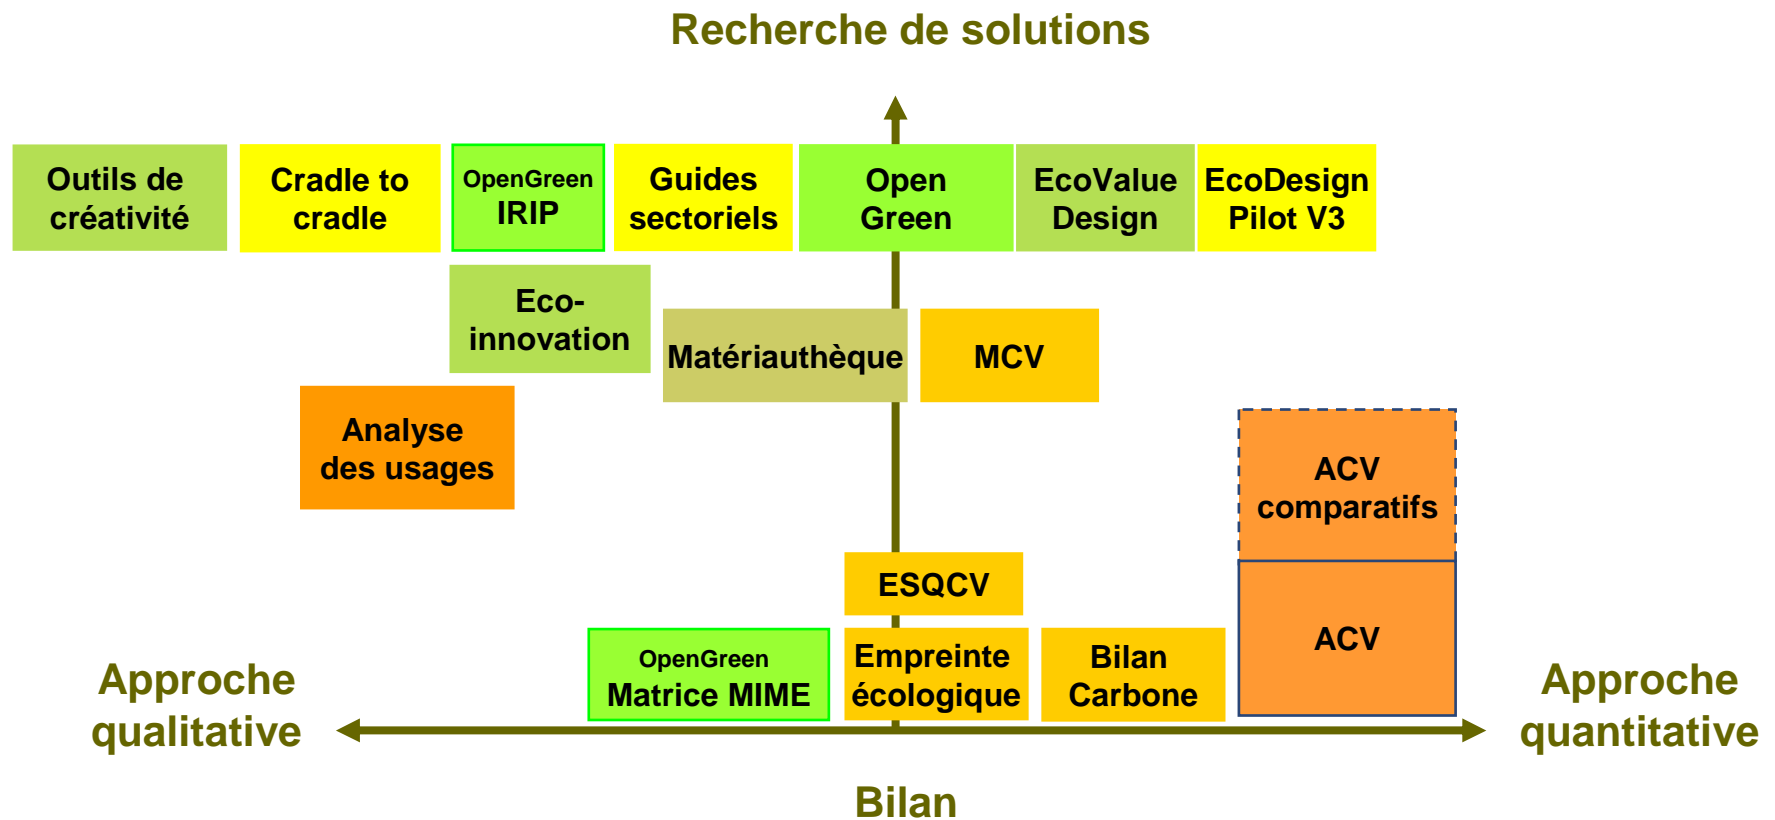 Recherche de solutions
Outils de
créativité
Cradle to
cradle
OpenGreen
IRIP
Guides
sectoriels
Open
Green
EcoValue
Design
EcoDesign
Pilot V3
Eco-
innovation
Matériauthèque
MCV
Analyse
des usages
ACV
comparatifs
ESQCV
OpenGreen
Matrice MIME
Empreinte
écologique
Bilan
Carbone
ACV
Approche
qualitative
Approche
quantitative
Bilan